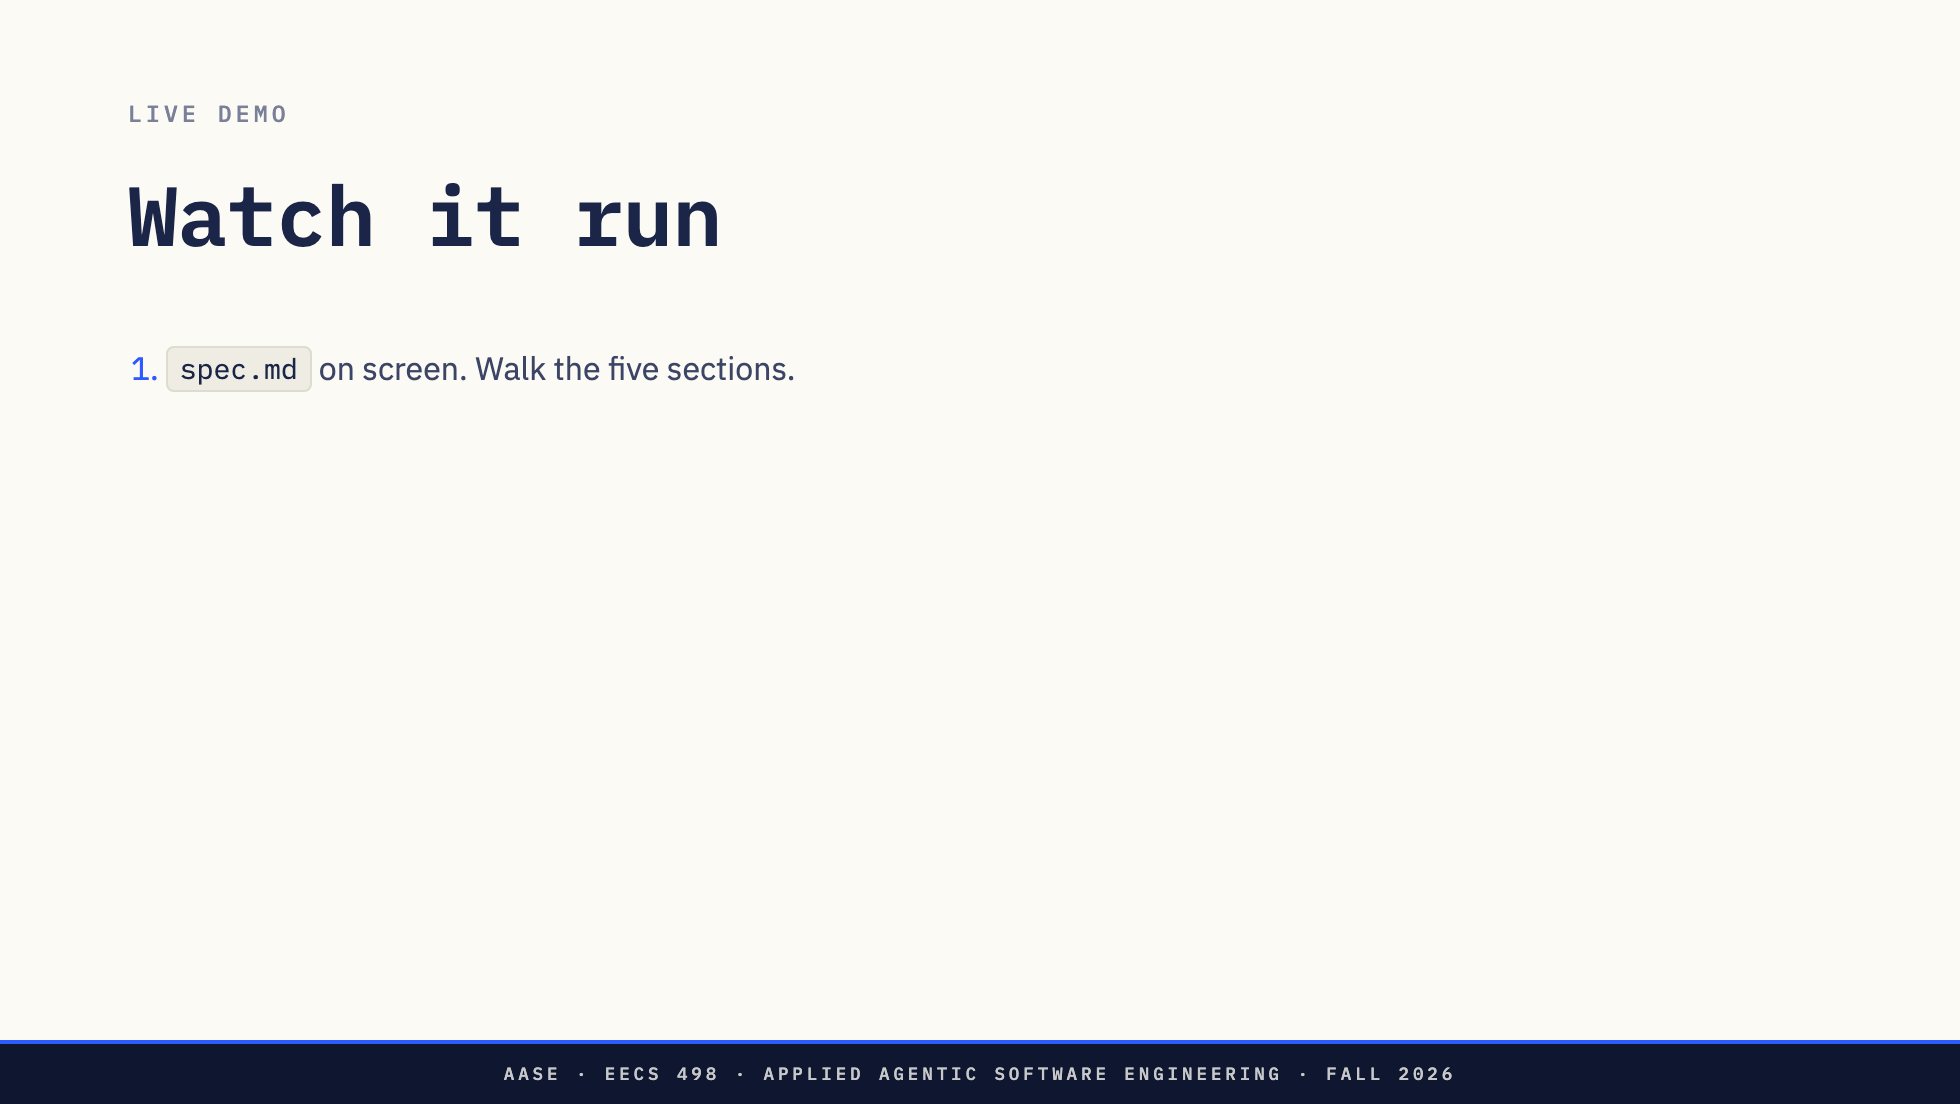 LIVE DEMO
Watch it run
1. spec.md on screen. Walk the five sections.
AASE · EECS 498 · APPLIED AGENTIC SOFTWARE ENGINEERING · FALL 2026